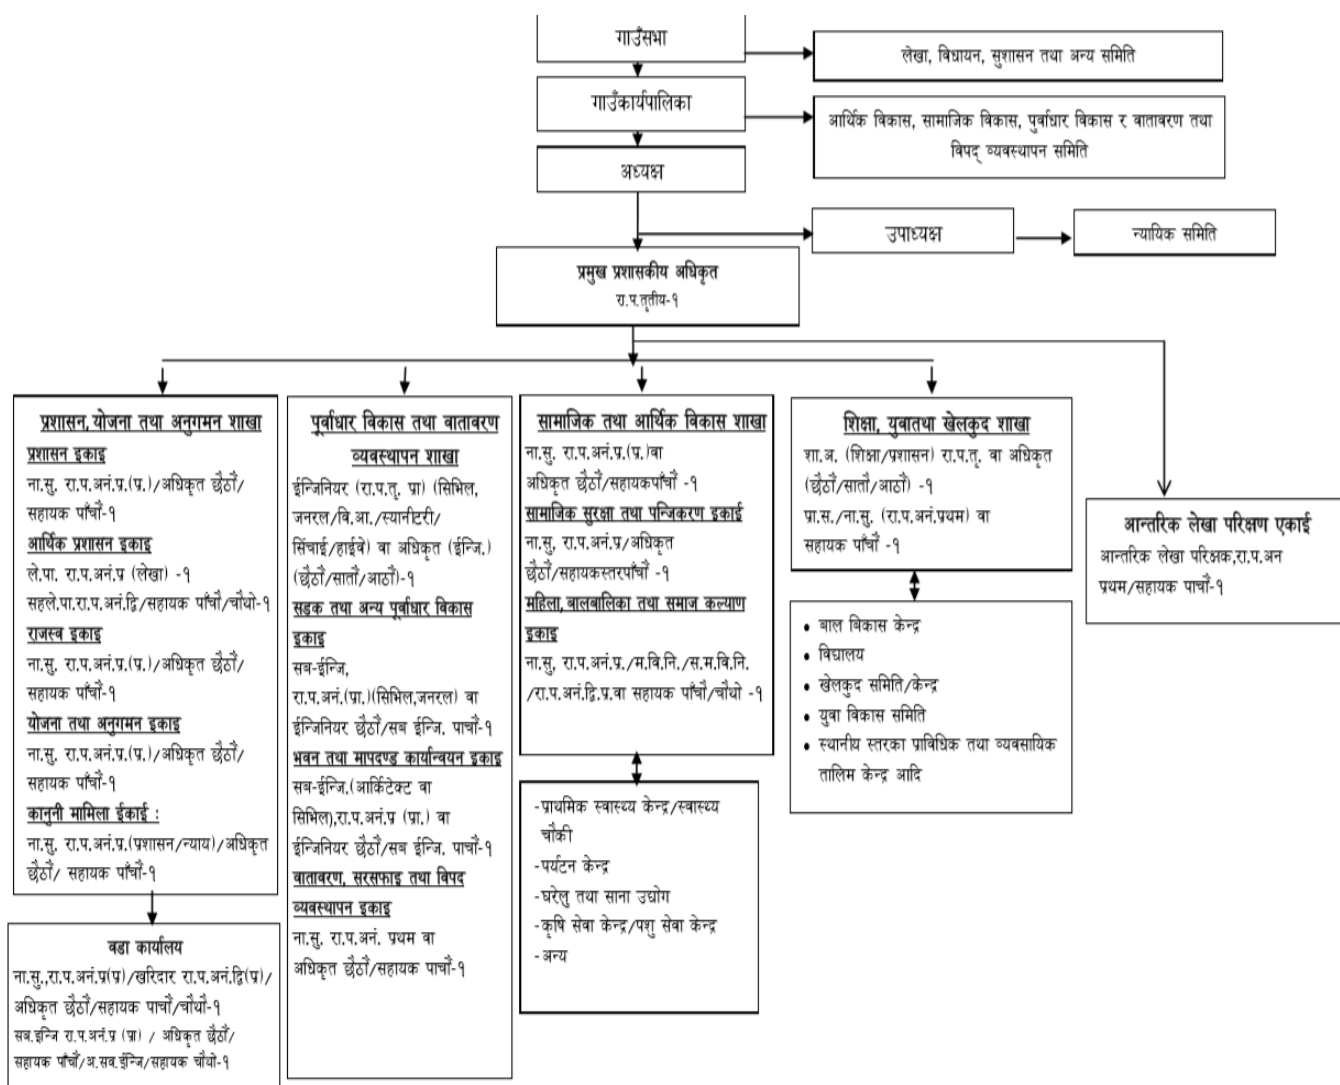 गाउँसभा
लेखा, विधायन, सुशासन तथा अन्य समिति
गाउँकार्यपालिका
आर्थिक विकास, सामाजिक विकास, पुर्वाधार विकास र वातावरण तथा
विपद् व्यवस्थापन समिति
अध्यक्ष
उपाध्यक्ष
न्यायिक समिति
प्रमुख प्रशासकीय अधिकृत
रा.प.तृतीय-१
प्रशासन, योजना तथा अनुगमन शाखा
प्रशासन इकाइ
ना.सु. रा.प.अनं.प्र.(प्र.)/अधिकृत छैठौं/
सहायक पाँचौं-१
आर्थिक प्रशासन इकाइ
ले.पा. रा.प.अनं.प्र (लेखा) -१
सहले.पा.रा.प.अनं.द्वि/सहायक पाँचौं/चौथो-१
राजस्व इकाइ
ना.सु. रा.प.अनं.प्र.(प्र.)/अधिकृत छैठौं/
सहायक पाँचौं-१
योजना तथा अनुगमन इकाइ
ना.सु. रा.प.अनं.प्र.(प्र.)/अधिकृत छैठौं/
सहायक पाँचौं-१
कानुनी मामिला ईकाई :
ना.सु. रा.प.अनं.प्र.(प्रशासन/न्याय)/अधिकृत
छैठौं/ सहायक पाँचौं-१
वडा कार्यालय
ना.सु.,रा.प.अनं.प्र(प्र)/खरिदार रा.प.अनं.द्वि(प्र)/
अधिकृत छैठौं/सहायक पाचौं/चौथौ-१
सब.इन्जि रा.प.अनं.प्र (प्रा) / अधिकृत छैठौं/
सहायक पाँचौं/अ.सब.ईन्जि/सहायक चौथो-१
पूर्वाधार विकास तथा वातावरण
व्यवस्थापन शाखा
ईन्जिनियर (रा.प.तृ. प्रा) (सिभिल,
जनरल/वि.आ./स्यानीटरी/
सिंचाई/हाईवे) वा अधिकृत (ईन्जि.)
(छैठौं/सातौं/आठौं)-१
सडक तथा अन्य पूर्वाधार विकास
इकाइ
सब-ईन्जि.
रा.प.अनं.(प्रा.)(सिभिल,जनरल) वा
ईन्जिनियर छैठौं/सब ईन्जि. पाचौं-१
भवन तथा मापदण्ड कार्यान्वयन इकाइ
सब-ईन्जि.(आर्किटेक्ट वा
सिभिल),रा.प.अनं.प्र (प्रा.) वा
ईन्जिनियर छैठौं/सब ईन्जि. पाचौं-१
वातावरण, सरसफाइ तथा विपद
व्यवस्थापन इकाइ
ना.सु. रा.प.अनं. प्रथम वा
अधिकृत छैठौं/सहायक पाचौं-१
सामाजिक तथा आर्थिक विकास शाखा
ना.सु. रा.प.अनं.प्र.(प्र.)वा
अधिकृत छैठौं/सहायकपाँचौं -१
सामाजिक सुरक्षा तथा पन्जिकरण इकाई
ना.सु. रा.प.अनं.प्र/अधिकृत
छैठौं/सहायकस्तरपाँचौं -१
महिला, बालबालिका तथा समाज कल्याण
इकाइ
ना.सु. रा.प.अनं.प्र./म.वि.नि./स.म.वि.नि.
/रा.प.अनं.द्वि.प्र.वा सहायक पाँचौं/चौथो -१
-प्राथमिक स्वास्थ्य केन्द्र/स्वास्थ्य
चौकी
-पर्यटन केन्द्र
-घरेलु तथा साना उद्योग
-कृषि सेवा केन्द्र/पशु सेवा केन्द्र
-अन्य
शिक्षा, युवातथा खेलकुद शाखा
शा.अ. (शिक्षा/प्रशासन) रा.प.तृ. वा अधिकृत
(छैठौं/सातौं/आठौं) -१
प्रा.स./ना.सु. (रा.प.अनं.प्रथम) वा
सहायक पाँचौं -१
• बाल बिकास केन्द्र
• विद्यालय
• खेलकुद समिति/केन्द्र
• युवा विकास समिति
• स्थानीय स्तरका प्राविधिक तथा व्यवसायिक
तालिम केन्द्र आदि
आन्तरिक लेखा परिक्षण एकाई
आन्तरिक लेखा परिक्षक,रा.प.अन
प्रथम/सहायक पाचौं-१